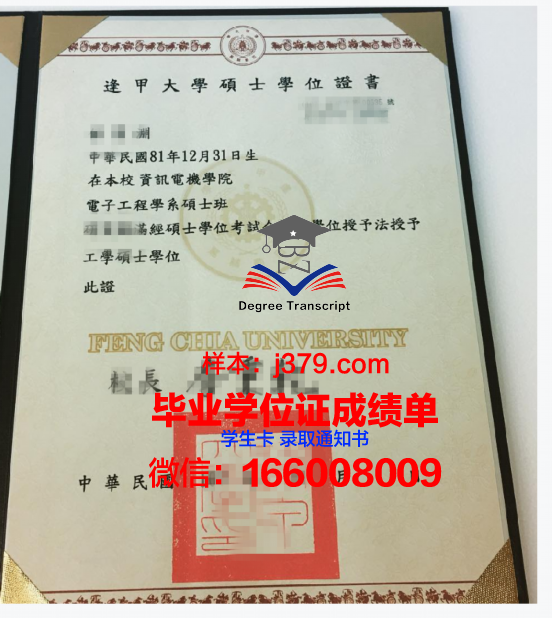 逢甲大學碩士學位證書
號
中華民國81年12月31日生
在本校 資訊電機學院
電子工程學系碩士班
經碩士學位考試
學位授予法授予
工學碩士學位
此證
BZ
Degree Transcript
FENG CHIA UNIVERSITY
样本：j379.com
校長
毕业学位证成绩单
学生卡 录取通知书
微信：166008009
中華民國
月